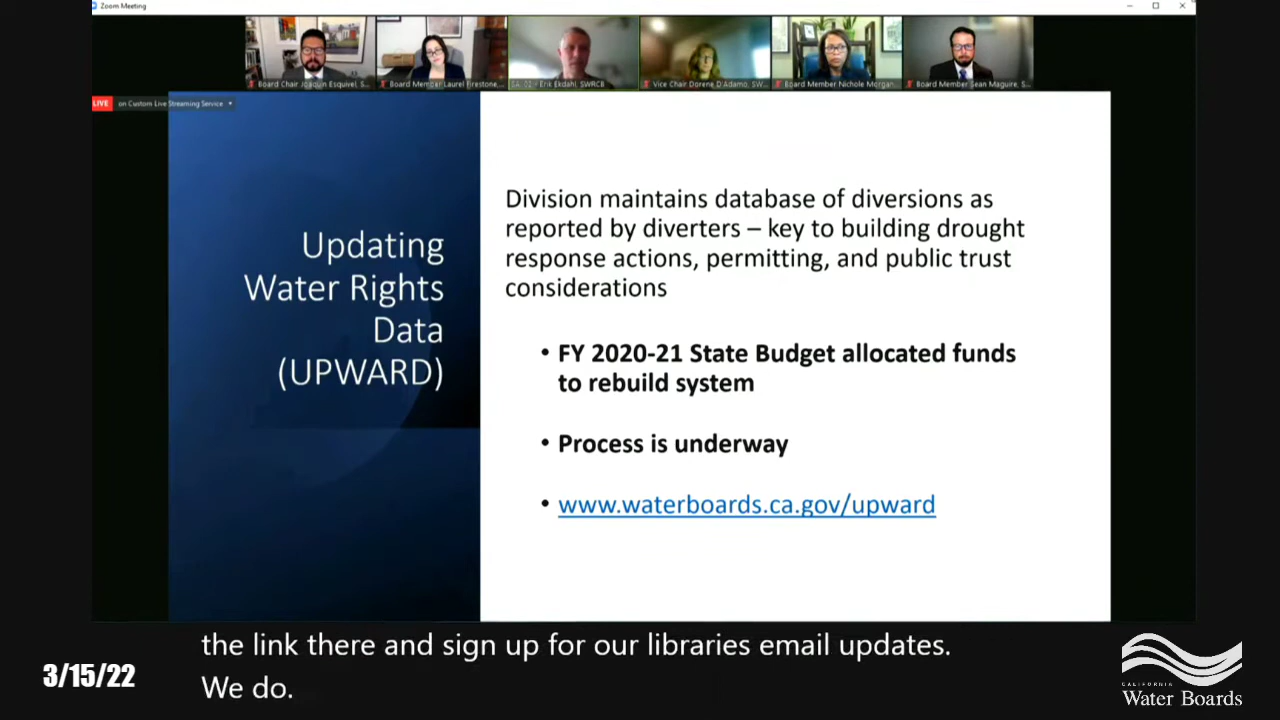 Zoom Meeting
Board Chair Joaquin Esquivel, S...
Board Member Laurel Firestone...
SA: 02 - Erik Ekdahl, SWRCB
Vice Chair Dorene D'Adamo, SW...
Board Member Nichole Morgan,
Board Member Sean Maguire, S...
LIVE on Custom Live Streaming Service
Updating
Water Rights
Data
(UPWARD)
Division maintains database of diversions as
reported by diverters – key to building drought
response actions, permitting, and public trust
considerations
• FY 2020-21 State Budget allocated funds
to rebuild system
• Process is underway
• www.waterboards.ca.gov/upward
the link there and sign up for our libraries email updates.
We do.
3/15/22
CALIFORNIA
Water Boards